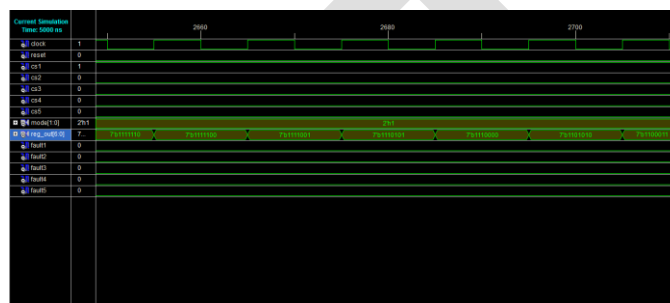 Current Simulation
Time: 5000 ns
2660 2680 2700
clock 1
reset 0
cs1 1
cs2 0
cs3 0
cs4 0
cs5 0
mode[1:0] 2'h1 2'h1
reg_out[6:0] 7... 7'b1111110 7'b1111100 7'b1111001 7'b1110101 7'b1110000 7'b1101010 7'b1100011
fault1 0
fault2 0
fault3 0
fault4 0
fault5 0